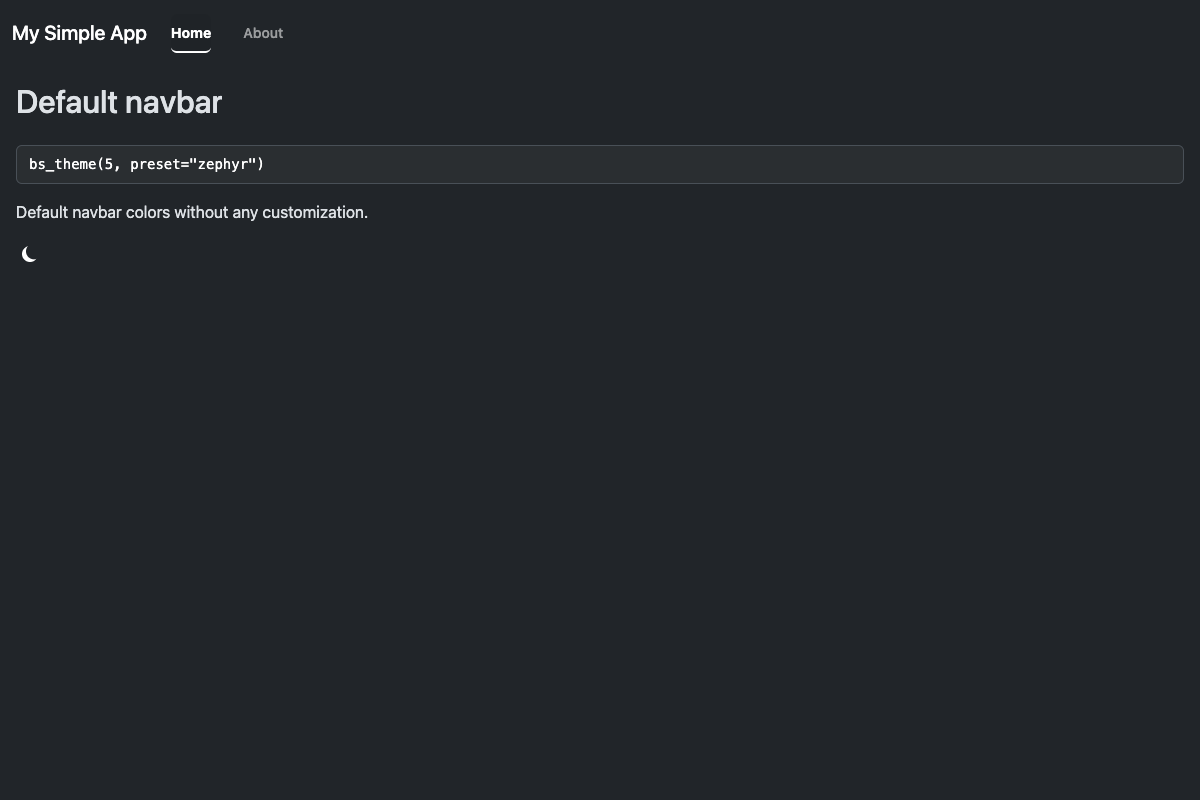 My Simple App Home About
Default navbar
bs_theme(5, preset="zephyr")
Default navbar colors without any customization.